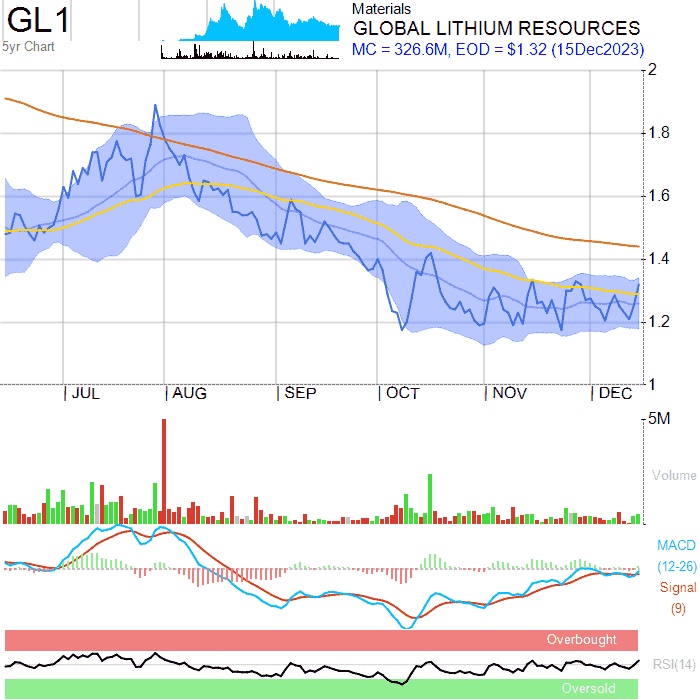 GL1
5yr Chart
Materials
GLOBAL LITHIUM RESOURCES
MC = 326.6M, EOD = $1.32 (15Dec2023)
2
1.8
1.6
1.4
1.2
1
JUL AUG SEP OCT NOV DEC
5M
Volume
MACD
(12-26)
Signal
(9)
Overbought
RSI(14)
Oversold